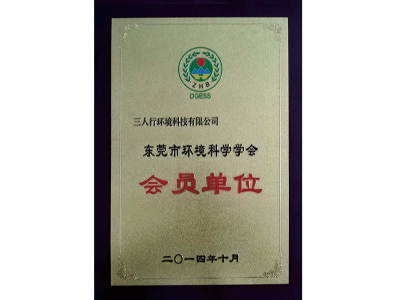 ZHB
DGESS
三人行环境科技有限公司
东莞市环境科学学会
会员单位
二〇一四年十月